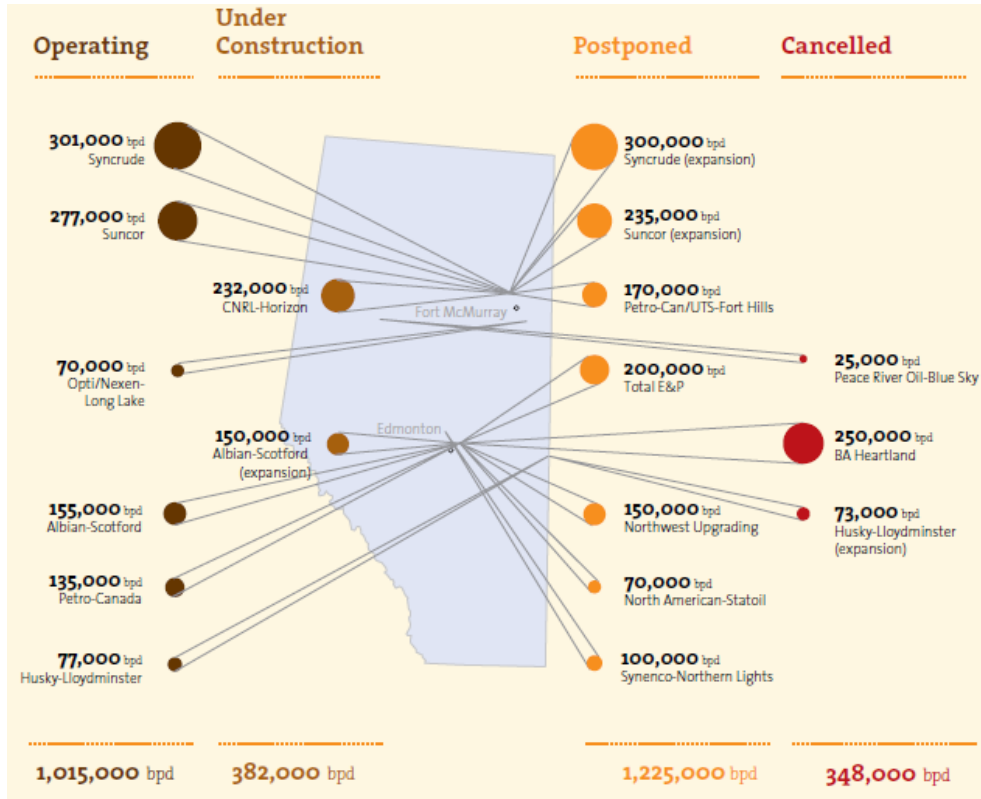 Operating
Under
Construction
Postponed
Cancelled
301,000 bpd
Syncrude
277,000 bpd
Suncor
232,000 bpd
CNRL-Horizon
70,000 bpd
Opti/Nexen-
Long Lake
150,000 bpd
Albian-Scotford
(expansion)
155,000 bpd
Albian-Scotford
135,000 bpd
Petro-Canada
77,000 bpd
Husky-Lloydminster
Fort McMurray
Edmonton
300,000 bpd
Syncrude (expansion)
235,000 bpd
Suncor (expansion)
170,000 bpd
Petro-Can/UTS-Fort Hills
200,000 bpd
Total E&P
150,000 bpd
Northwest Upgrading
70,000 bpd
North American-Statoil
100,000 bpd
Synenco-Northern Lights
25,000 bpd
Peace River Oil-Blue Sky
250,000 bpd
BA Heartland
73,000 bpd
Husky-Lloydminster
(expansion)
1,015,000 bpd
382,000 bpd
1,225,000 bpd
348,000 bpd